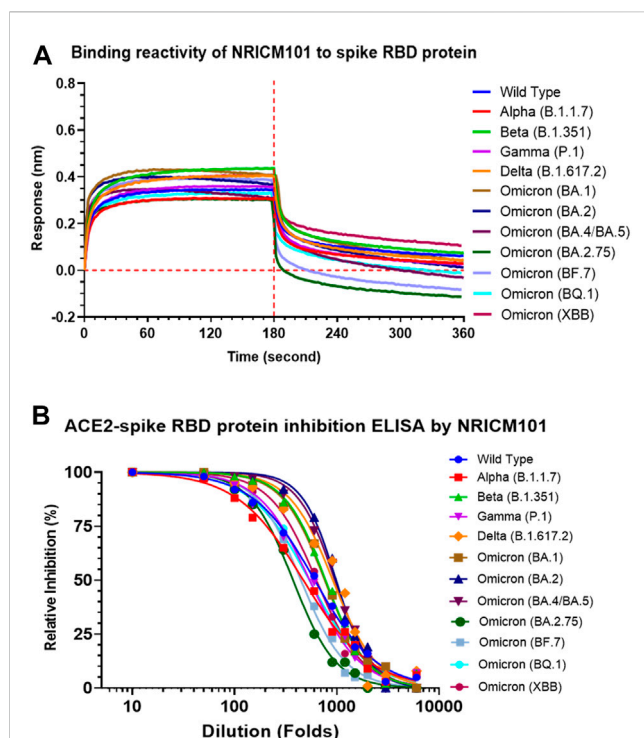 A Binding reactivity of NRICM101 to spike RBD protein
0.8
0.6
0.4
0.2
0.0
-0.2
Response (nm)
0 60 120 180 240 300 360
Time (second)
Wild Type
Alpha (B.1.1.7)
Beta (B.1.351)
Gamma (P.1)
Delta (B.1.617.2)
Omicron (BA.1)
Omicron (BA.2)
Omicron (BA.4/BA.5)
Omicron (BA.2.75)
Omicron (BF.7)
Omicron (BQ.1)
Omicron (XBB)
B ACE2-spike RBD protein inhibition ELISA by NRICM101
100
75
50
25
0
Relative Inhibition (%)
10 100 1000 10000
Dilution (Folds)
Wild Type
Alpha (B.1.1.7)
Beta (B.1.351)
Gamma (P.1)
Delta (B.1.617.2)
Omicron (BA.1)
Omicron (BA.2)
Omicron (BA.4/BA.5)
Omicron (BA.2.75)
Omicron (BF.7)
Omicron (BQ.1)
Omicron (XBB)